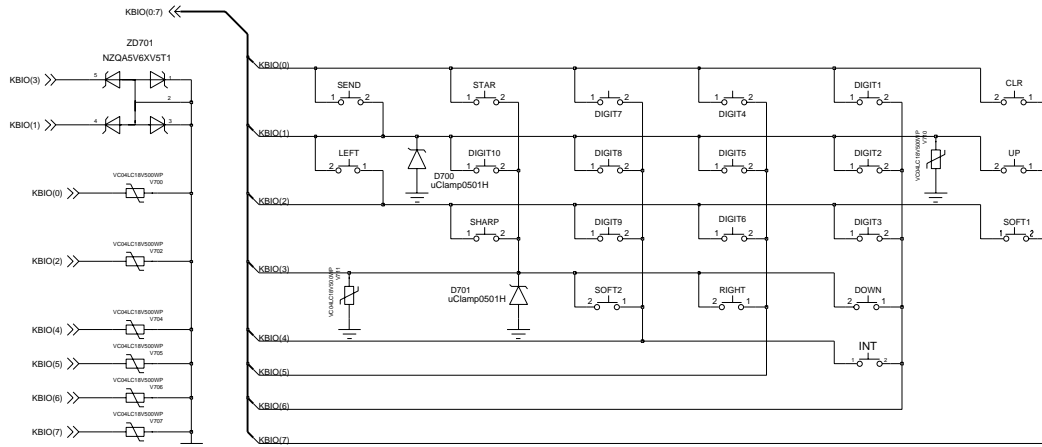 KBIO(0:7)
ZD701
NZQA5V6XV5T1
KBIO(3)
5
1
2
KBIO(1)
4
3
VC04LC18V500WP
V700
KBIO(0)
VC04LC18V500WP
V702
KBIO(2)
VC04LC18V500WP
V704
KBIO(4)
VC04LC18V500WP
V705
KBIO(5)
VC04LC18V500WP
V706
KBIO(6)
VC04LC18V500WP
V707
KBIO(7)
KBIO(0)
SEND
1 2
STAR
1 2
1 2
DIGIT7
1 2
DIGIT4
DIGIT1
1 2
CLR
2 1
KBIO(1)
LEFT
2 1
D700
uClamp0501H
DIGIT10
1 2
DIGIT8
1 2
DIGIT5
1 2
DIGIT2
1 2
VC04LC18V500WP
V710
UP
2 1
KBIO(2)
SHARP
1 2
DIGIT9
1 2
DIGIT6
1 2
DIGIT3
1 2
SOFT1
KBIO(3)
VC04LC18V500WP
V711
D701
uClamp0501H
SOFT2
2 1
RIGHT
2 1
DOWN
2 1
KBIO(4)
INT
1 2
KBIO(5)
KBIO(6)
KBIO(7)